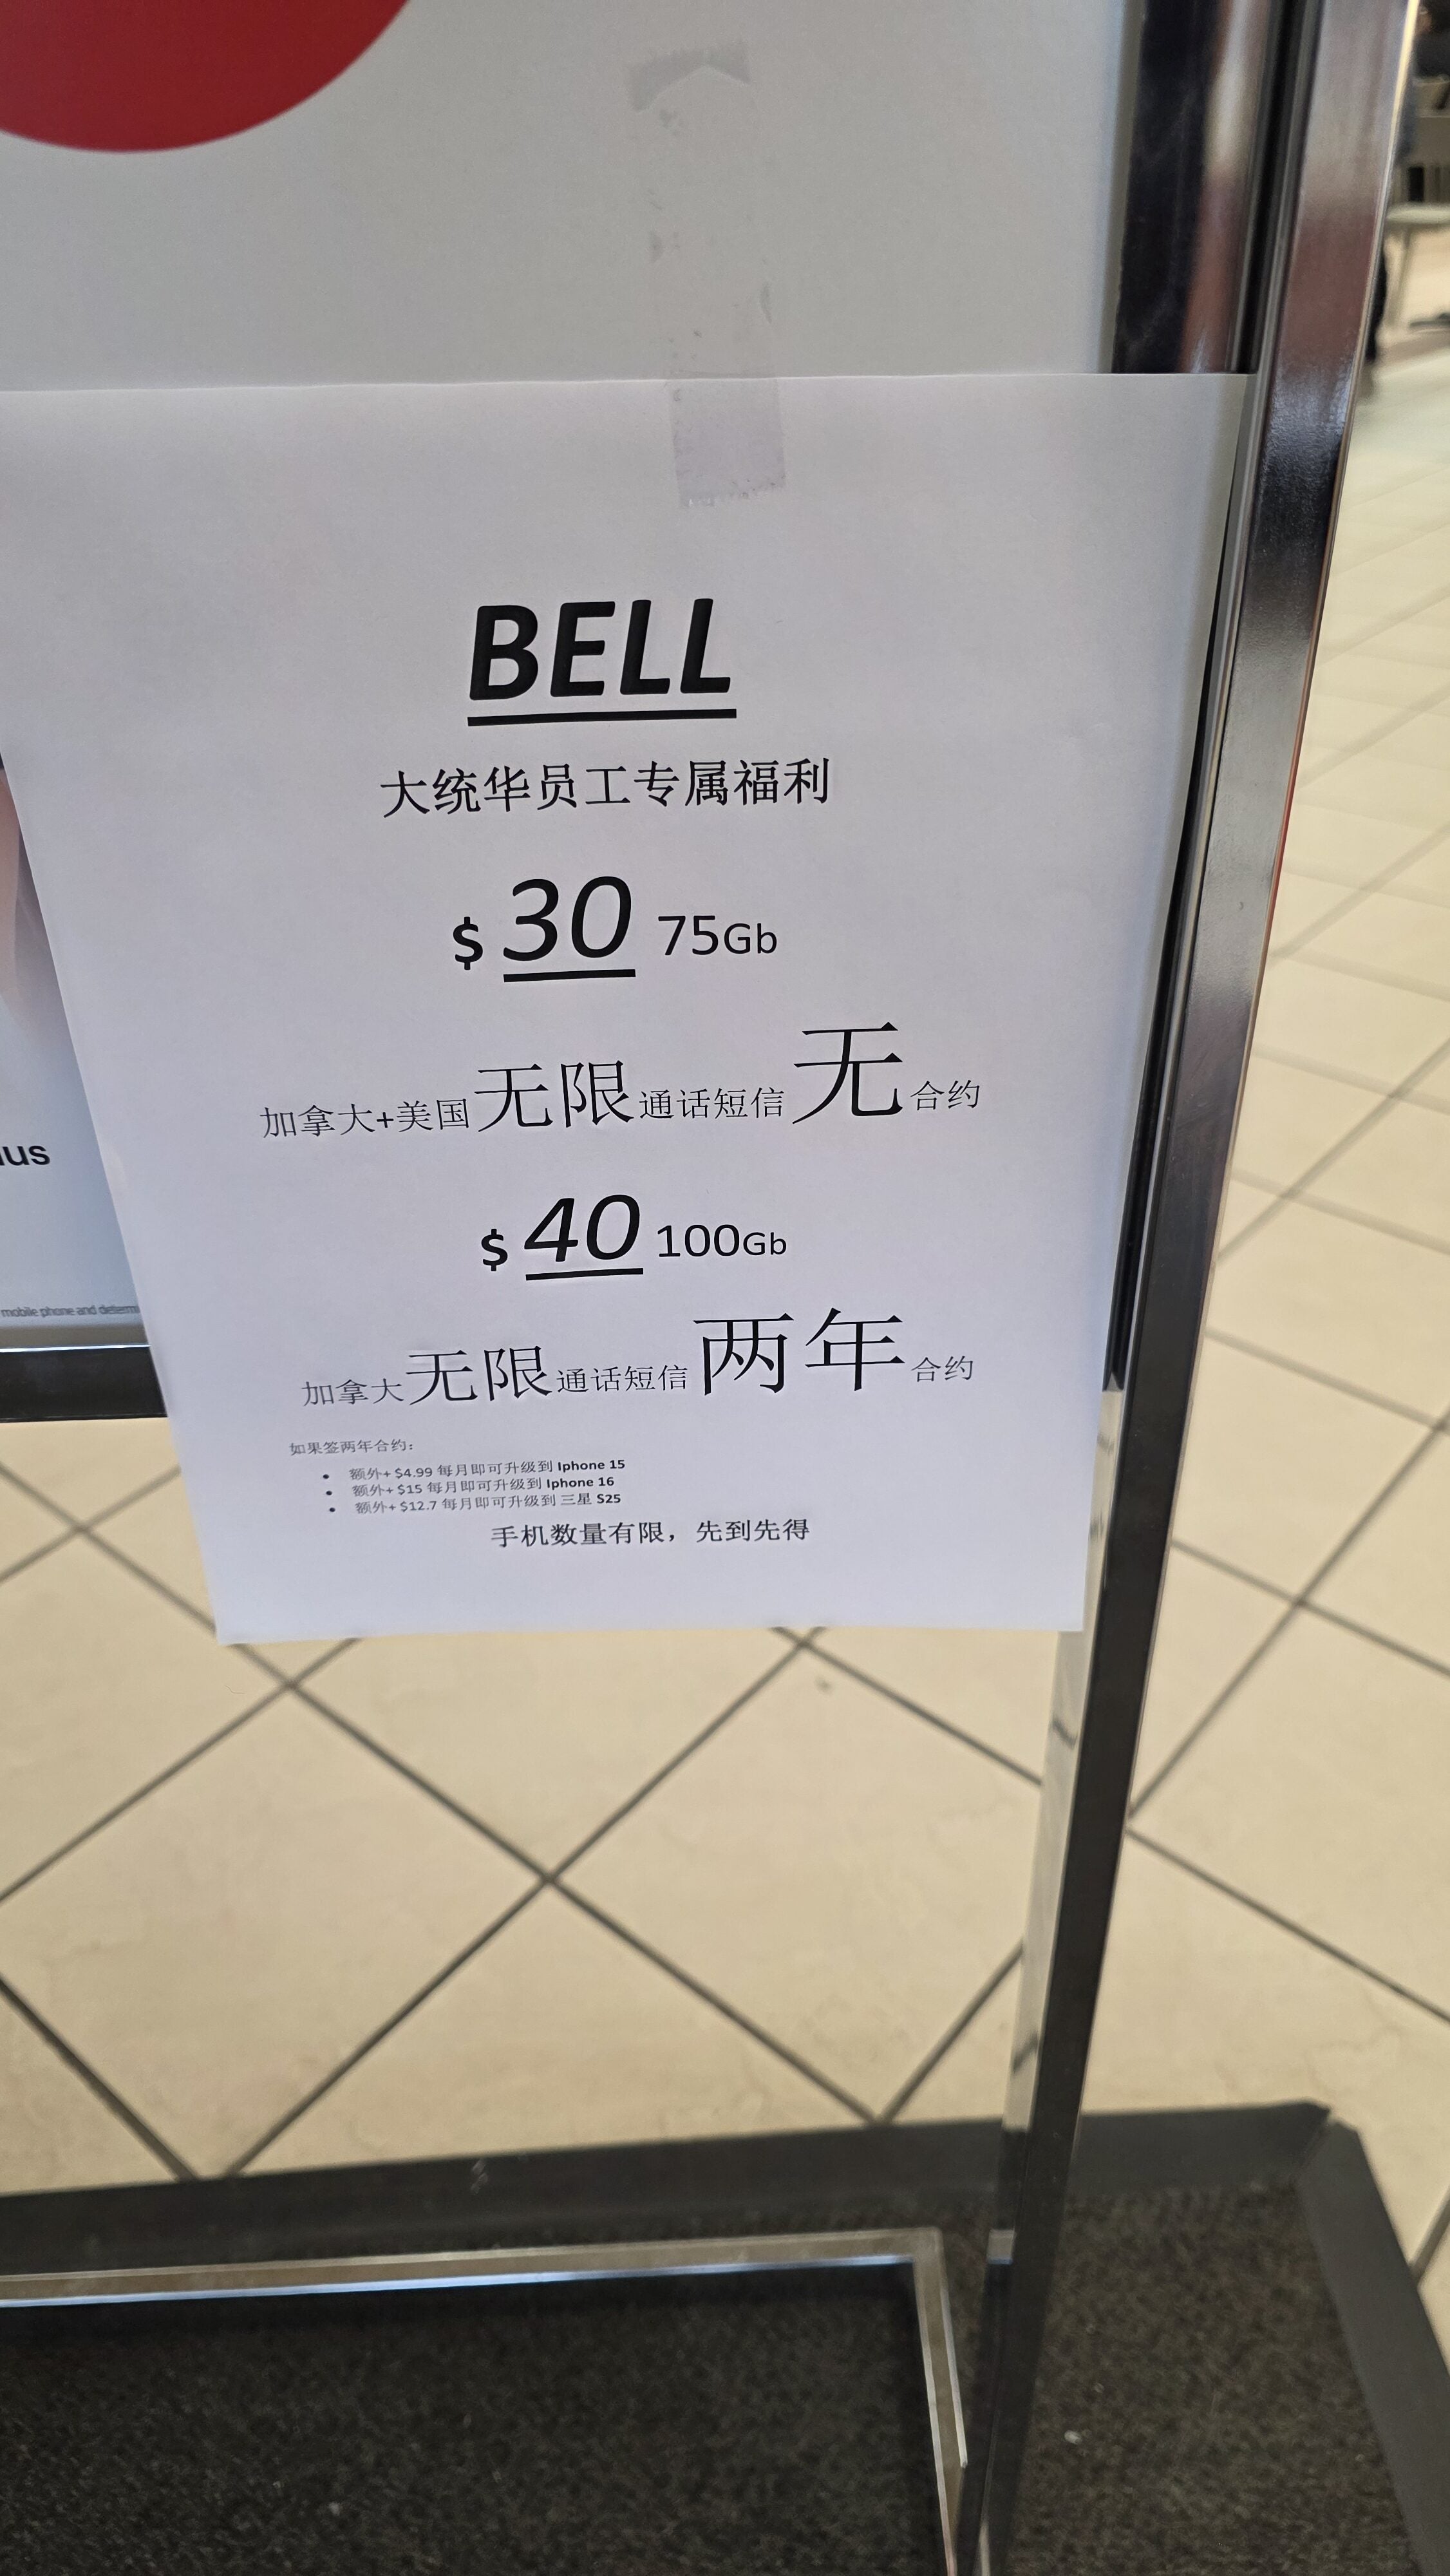 BELL
大统华员工专属福利
$ 30 75Gb
加拿大+美国无限通话短信无合约
$ 40 100Gb
加拿大无限通话短信两年合约
如果签两年合约:
• 额外+ $4.99 每月即可升级到 Iphone 15
• 额外+ $15 每月即可升级到 Iphone 16
• 额外+ $12.7 每月即可升级到 三星 S25
手机数量有限，先到先得
mobile phone and